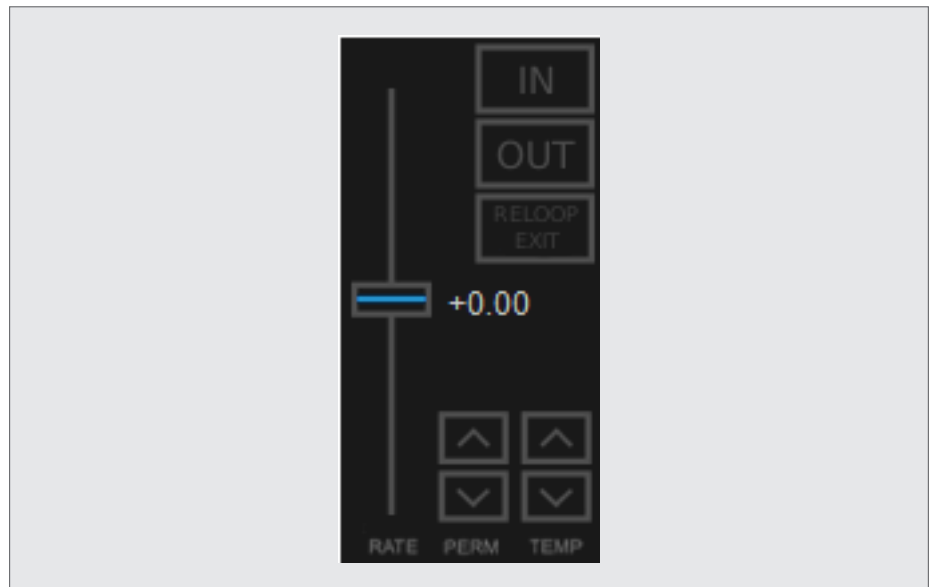 IN
OUT
RELOOP
EXIT
+0.00
RATE PERM TEMP